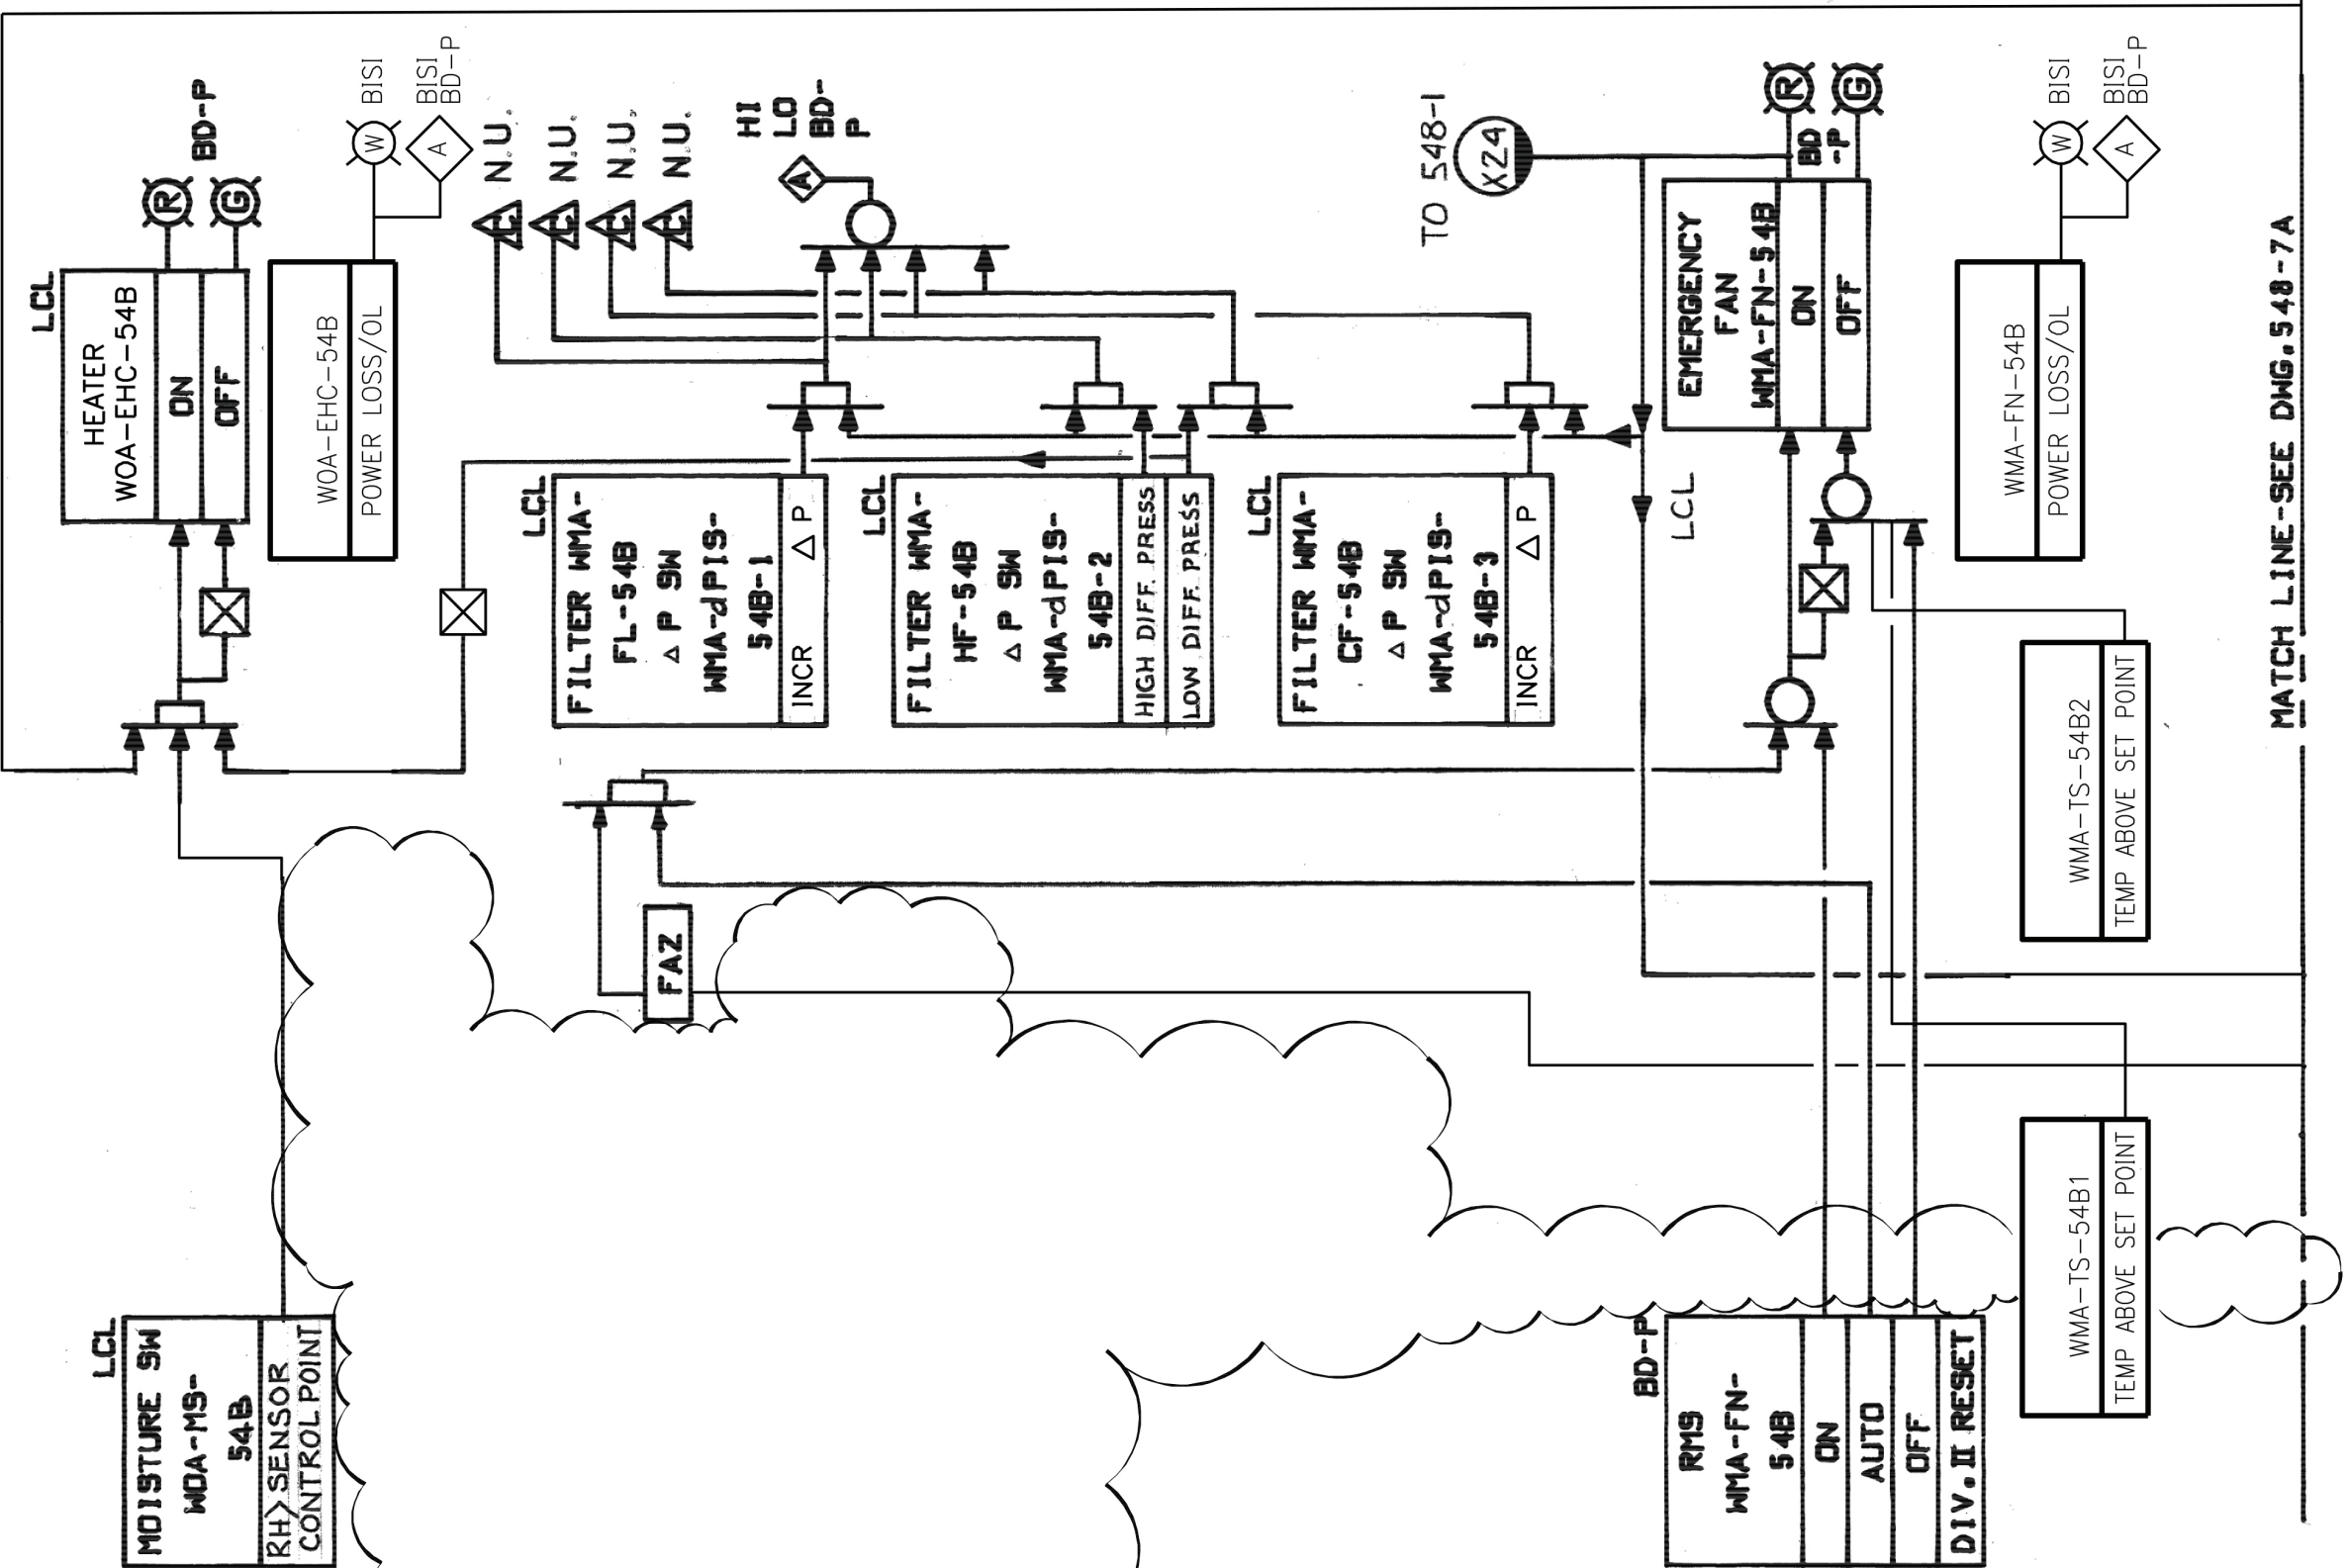 LCL
HEATER
WOA-EHC-54B
ON
OFF
R
G
BD-P
WOA-EHC-54B
POWER LOSS/OL
W
BISI
A
BISI
BD-P
N.U.
N.U.
N.U.
N.U.
HI
LO
BD-
P
A
LCL
FILTER WMA-
FL-54B
△ P SW
WMA-dPIS-
54B-1
INCR △ P
LCL
FILTER WMA-
HF-54B
△ P SW
WMA-dPIS-
54B-2
HIGH DIFF. PRESS
LOW DIFF. PRESS
LCL
FILTER WMA-
CF-54B
△ P SW
WMA-dPIS-
54B-3
INCR △ P
TO 548-1
X24
LCL
EMERGENCY
FAN
WMA-FN-54B
ON
OFF
R
G
BD
-P
WMA-FN-54B
POWER LOSS/OL
W
BISI
A
BISI
BD-P
FAZ
WMA-TS-54B2
TEMP ABOVE SET POINT
WMA-TS-54B1
TEMP ABOVE SET POINT
LCL
MOISTURE SW
WOA-MS-
54B
RH>SENSOR
CONTROL POINT
BD-P
RMS
WMA-FN-
54B
ON
AUTO
OFF
DIV.II RESET
MATCH LINE-SEE DWG.548-7A